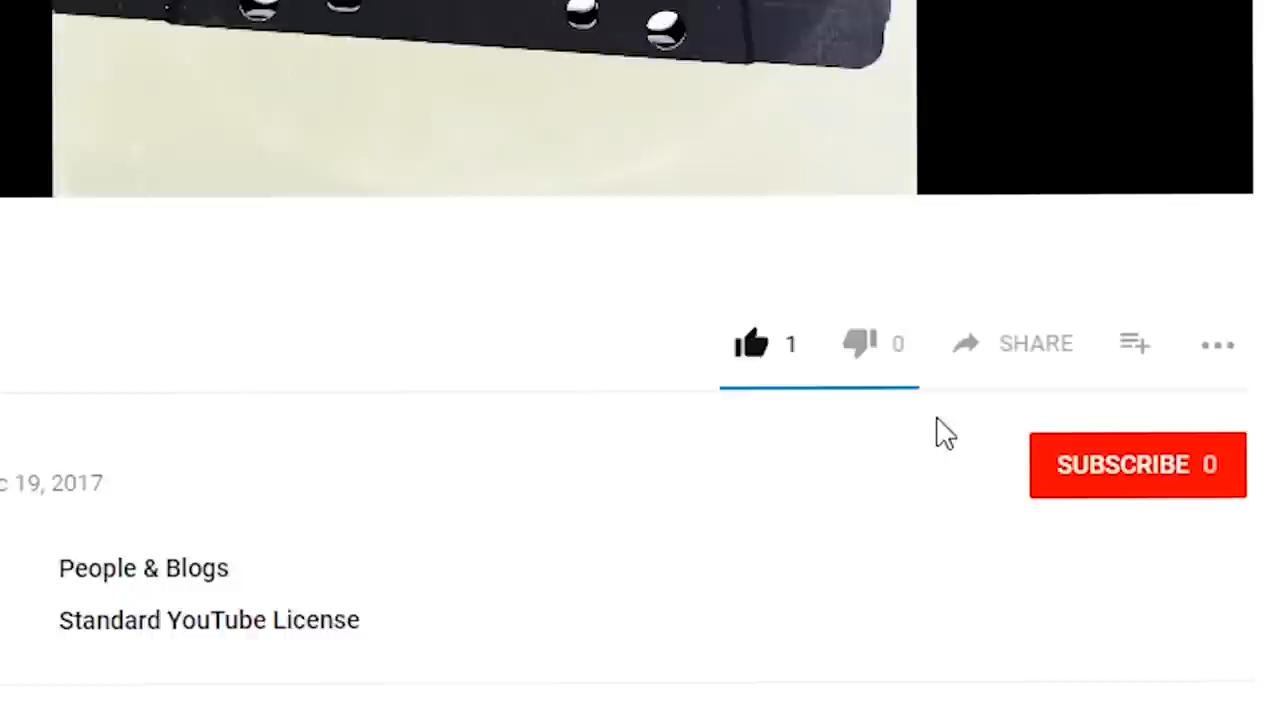 1 0 SHARE
SUBSCRIBE 0
19, 2017
People & Blogs
Standard YouTube License